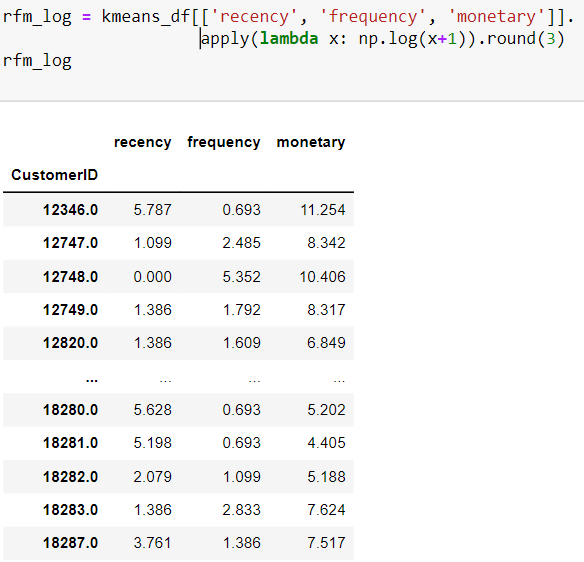 rfm_log = kmeans_df[['recency', 'frequency', 'monetary']].
apply(lambda x: np.log(x+1)).round(3)
rfm_log
recency frequency monetary
CustomerID
12346.0 5.787 0.693 11.254
12747.0 1.099 2.485 8.342
12748.0 0.000 5.352 10.406
12749.0 1.386 1.792 8.317
12820.0 1.386 1.609 6.849
... ... ... ...
18280.0 5.628 0.693 5.202
18281.0 5.198 0.693 4.405
18282.0 2.079 1.099 5.188
18283.0 1.386 2.833 7.624
18287.0 3.761 1.386 7.517